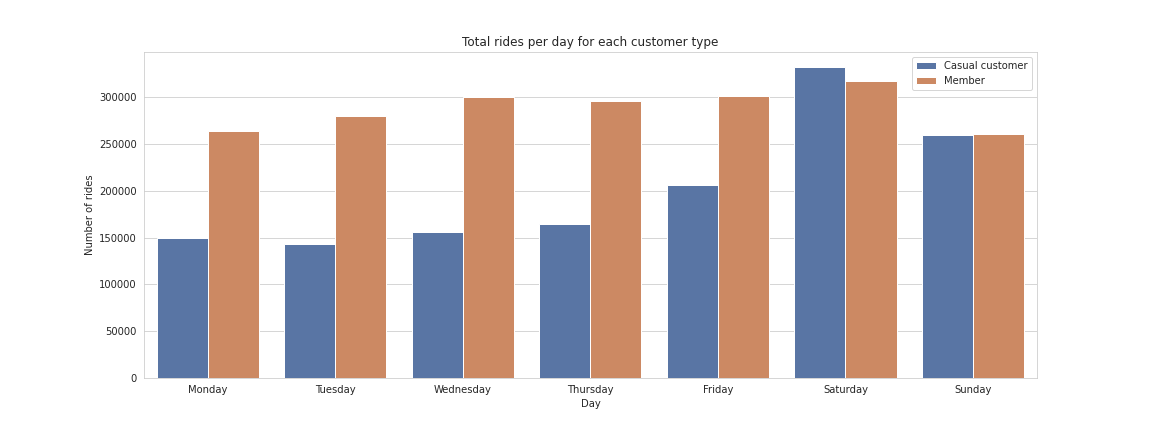 Total rides per day for each customer type
Casual customer
Member
300000
250000
200000
150000
100000
50000
0
Number of rides
Monday Tuesday Wednesday Thursday Friday Saturday Sunday
Day